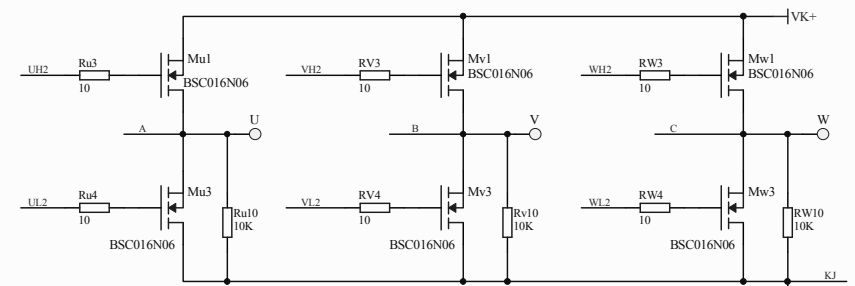 VK+
Mu1
Mv1
Mw1
UH2
Ru3
10
BSC016N06
VH2
RV3
10
BSC016N06
WH2
RW3
10
BSC016N06
A
U
B
V
C
W
UL2
Ru4
10
Mu3
BSC016N06
Ru10
10K
VL2
RV4
10
Mv3
BSC016N06
Rv10
10K
WL2
RW4
10
Mw3
BSC016N06
RW10
10K
KJ